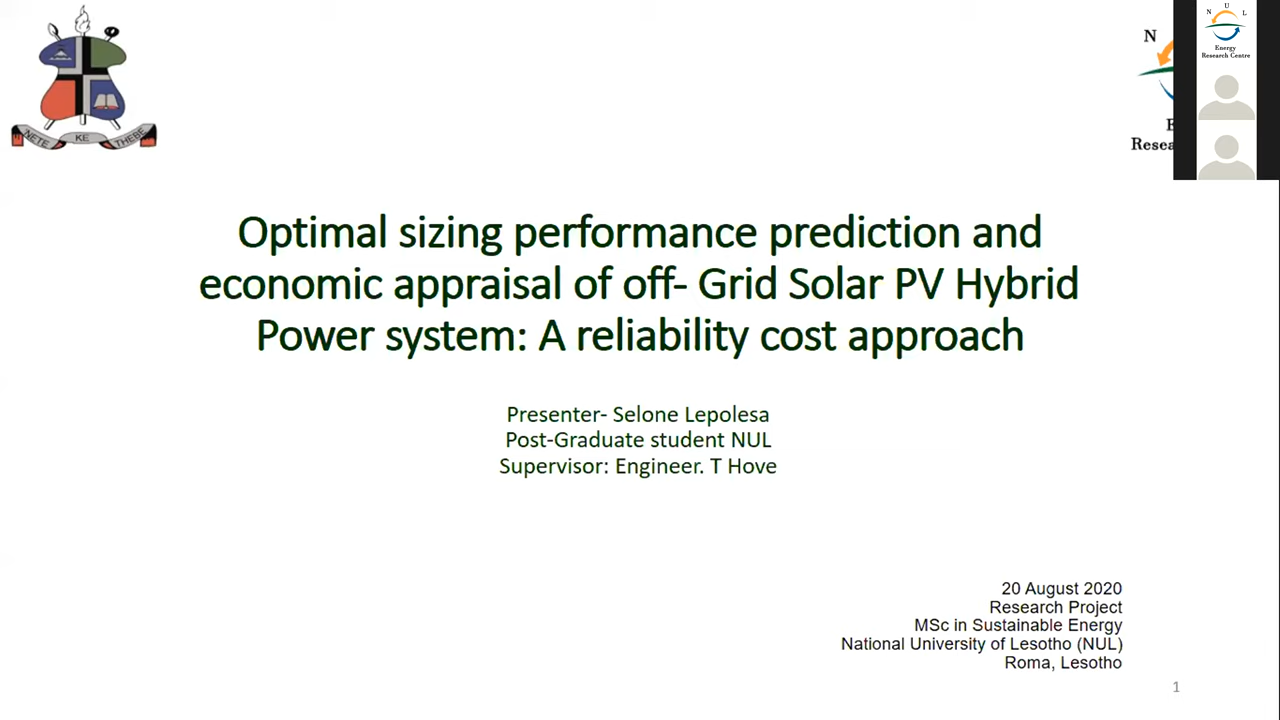 NETE KE THEBE
N
Resea
N U L
Energy
Research Centre
Optimal sizing performance prediction and
economic appraisal of off- Grid Solar PV Hybrid
Power system: A reliability cost approach
Presenter- Selone Lepolesa
Post-Graduate student NUL
Supervisor: Engineer. T Hove
20 August 2020
Research Project
MSc in Sustainable Energy
National University of Lesotho (NUL)
Roma, Lesotho
1